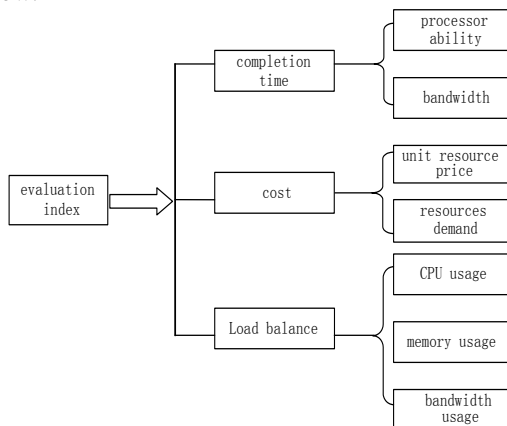 processor
ability
completion
time
bandwidth
unit resource
price
evaluation
index
cost
resources
demand
CPU usage
Load balance
memory usage
bandwidth
usage